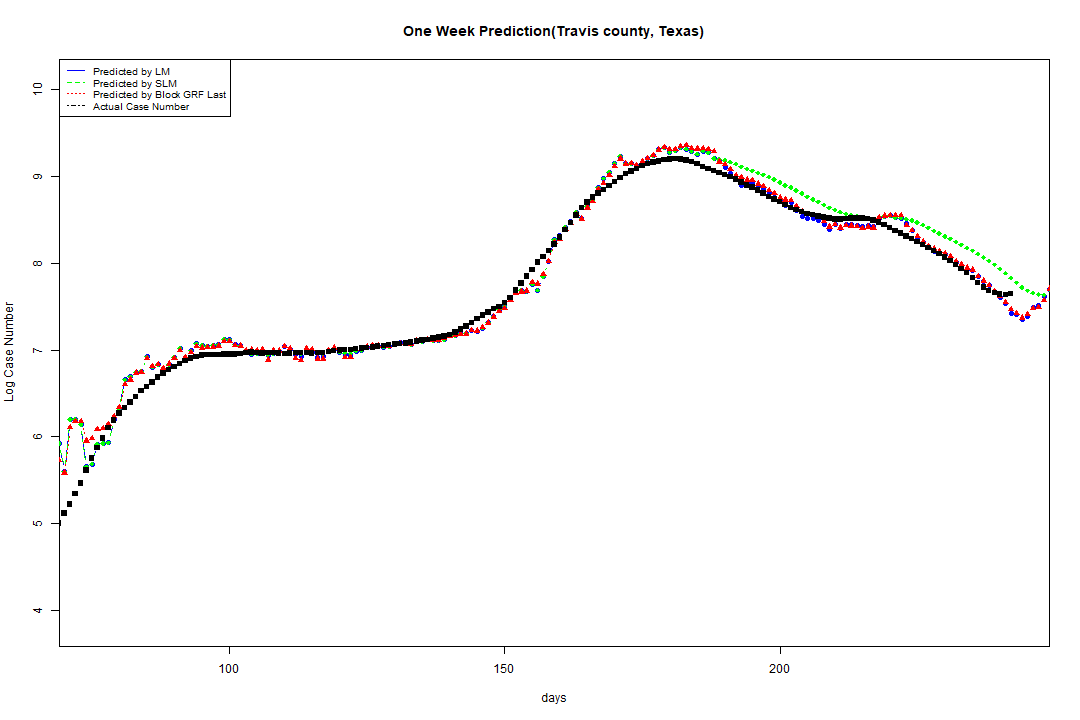 One Week Prediction(Travis county, Texas)
Predicted by LM
Predicted by SLM
Predicted by Block GRF Last
Actual Case Number
10
9
8
7
6
5
4
Log Case Number
100
150
200
days